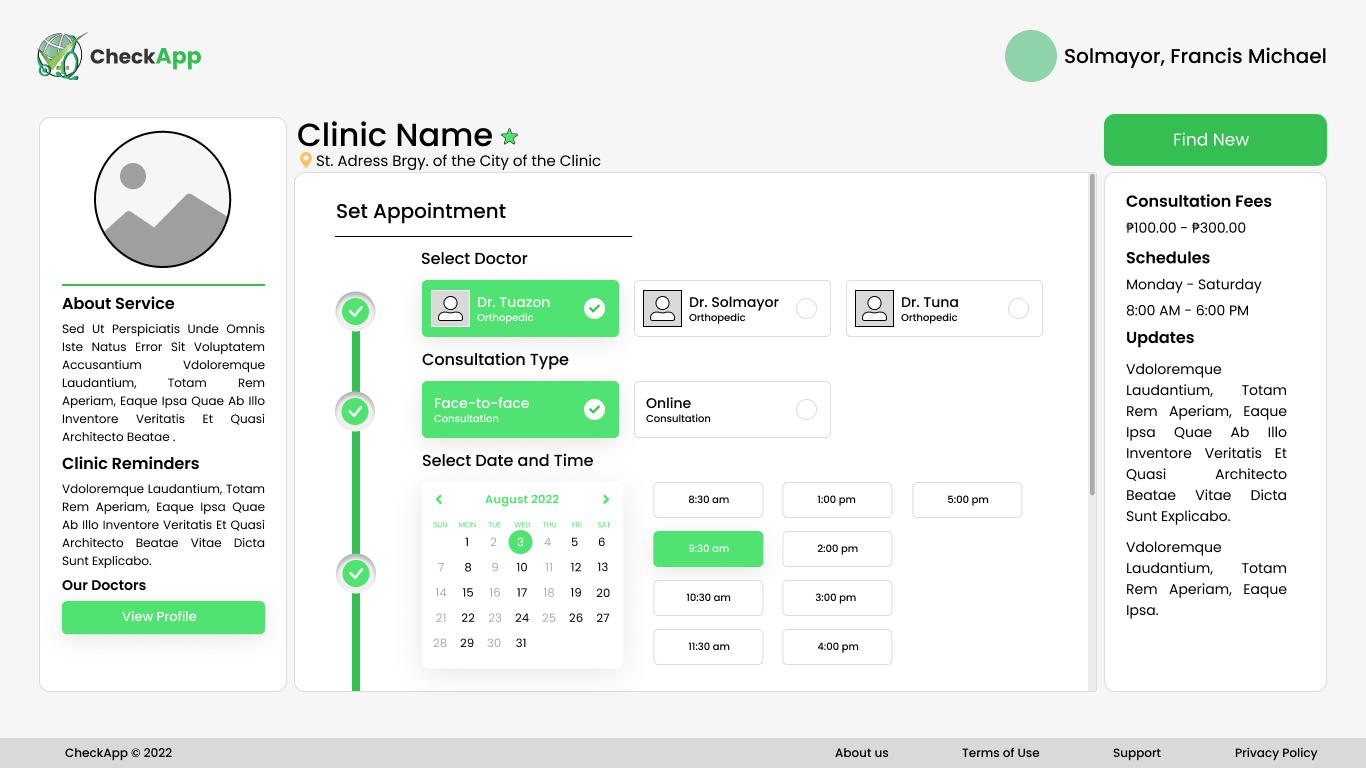 CheckApp
Solmayor, Francis Michael
Clinic Name
St. Adress Brgy. of the City of the Clinic
Find New
About Service
Sed Ut Perspiciatis Unde Omnis
Iste Natus Error Sit Voluptatem
Accusantium Vdoloremque
Laudantium, Totam Rem
Aperiam, Eaque Ipsa Quae Ab Illo
Inventore Veritatis Et Quasi
Architecto Beatae .
Clinic Reminders
Vdoloremque Laudantium, Totam
Rem Aperiam, Eaque Ipsa Quae
Ab Illo Inventore Veritatis Et Quasi
Architecto Beatae Vitae Dicta
Sunt Explicabo.
Our Doctors
View Profile
Set Appointment
Select Doctor
Dr. Tuazon
Orthopedic
Dr. Solmayor
Orthopedic
Dr. Tuna
Orthopedic
Consultation Type
Face-to-face
Consultation
Online
Consultation
Select Date and Time
August 2022
SUN MON TUE WED THU FRI SAT
1 2 3 4 5 6
7 8 9 10 11 12 13
14 15 16 17 18 19 20
21 22 23 24 25 26 27
28 29 30 31
8:30 am 1:00 pm 5:00 pm
9:30 am 2:00 pm
10:30 am 3:00 pm
11:30 am 4:00 pm
Consultation Fees
₱100.00 - ₱300.00
Schedules
Monday - Saturday
8:00 AM - 6:00 PM
Updates
Vdoloremque
Laudantium, Totam
Rem Aperiam, Eaque
Ipsa Quae Ab Illo
Inventore Veritatis Et
Quasi Architecto
Beatae Vitae Dicta
Sunt Explicabo.
Vdoloremque
Laudantium, Totam
Rem Aperiam, Eaque
Ipsa.
CheckApp © 2022
About us
Terms of Use
Support
Privacy Policy